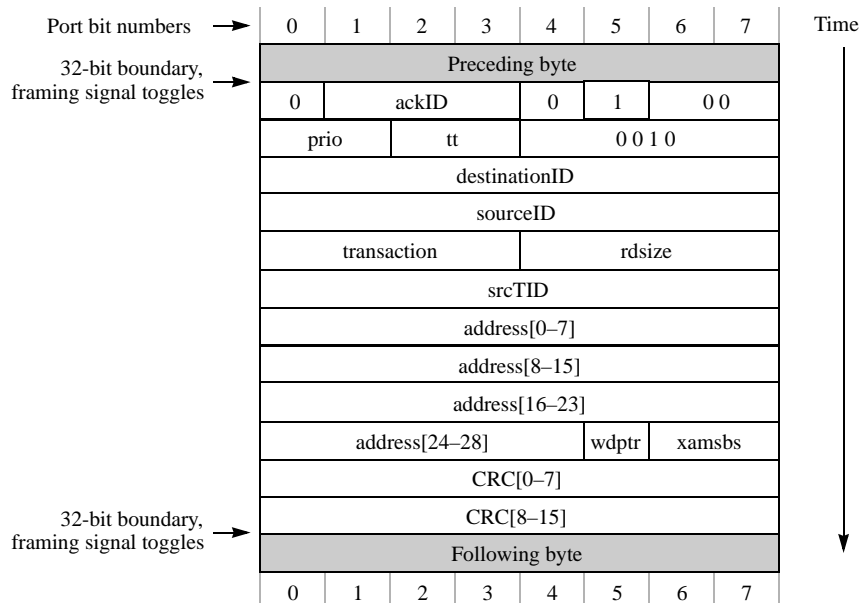 Port bit numbers 0 1 2 3 4 5 6 7 Time
Preceding byte
32-bit boundary,
framing signal toggles
0 ackID 0 1 0 0
prio tt 0 0 1 0
destinationID
sourceID
transaction rdsize
srcTID
address[0–7]
address[8–15]
address[16–23]
address[24–28] wdptr xamsbs
CRC[0–7]
CRC[8–15]
32-bit boundary,
framing signal toggles
Following byte
0 1 2 3 4 5 6 7